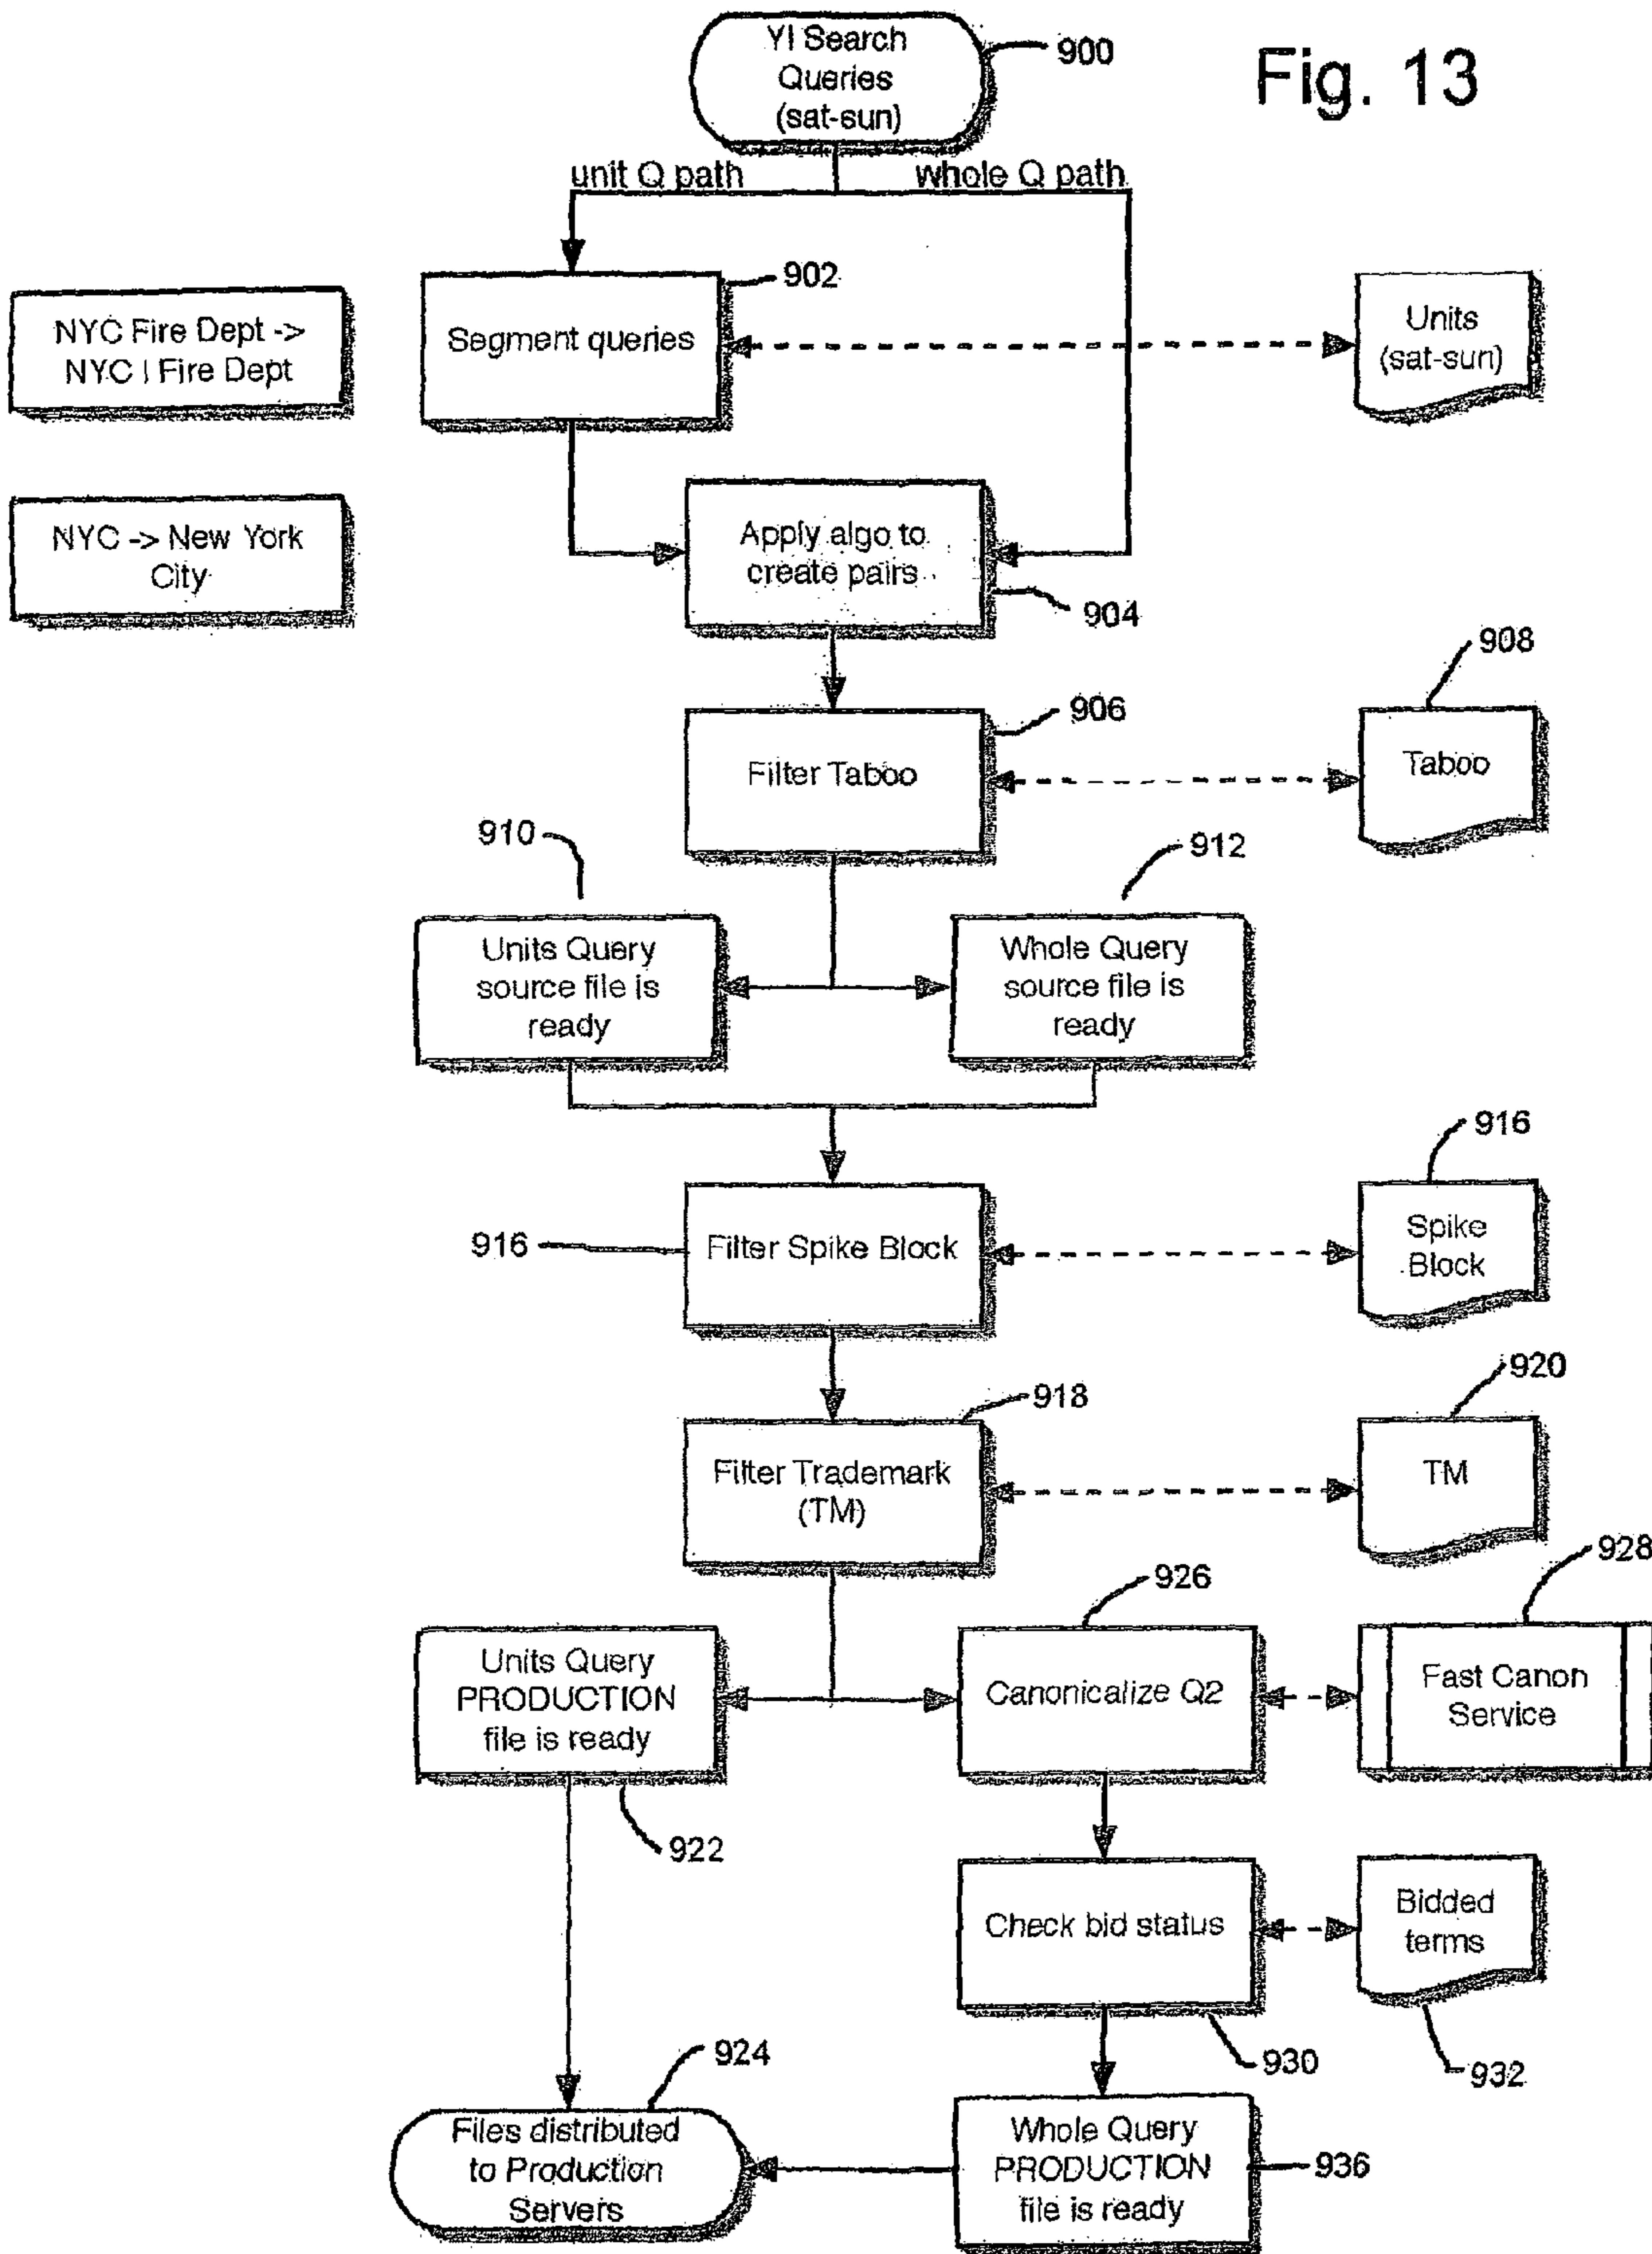 Fig. 13
YI Search
Queries
(sat-sun)
900
unit Q path
whole Q path
902
NYC Fire Dept ->
NYC | Fire Dept
Segment queries
Units
(sat-sun)
NYC -> New York
City
Apply algo to
create pairs
904
908
906
Filter Taboo
Taboo
910
912
Units Query
source file is
ready
Whole Query
source file is
ready
916
916
Filter Spike Block
Spike
Block
920
918
Filter Trademark
(TM)
TM
928
926
Units Query
PRODUCTION
file is ready
Canonicalize Q2
Fast Canon
Service
922
Check bid status
Bidded
terms
924
930
932
Files distributed
to Production
Servers
Whole Query
PRODUCTION
file is ready
936